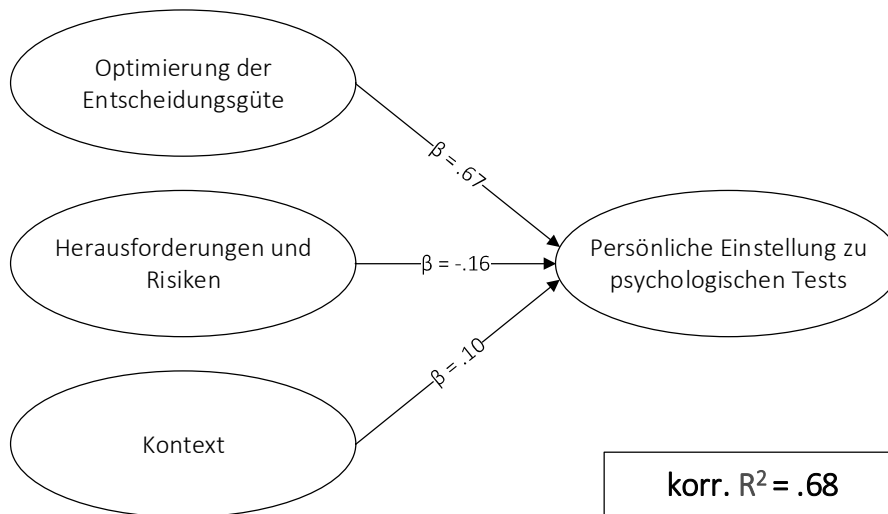 Optimierung der
Entscheidungsgüte
β = .67
Herausforderungen und
Risiken
β = -.16
Persönliche Einstellung zu
psychologischen Tests
β = .10
Kontext
korr. R² = .68